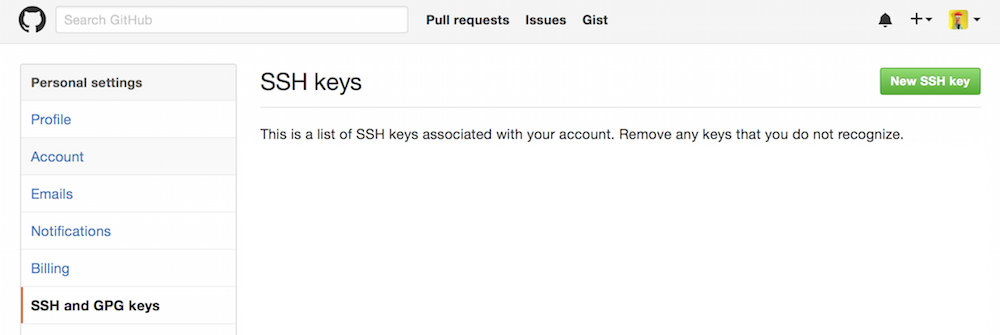 Search GitHub
Pull requests Issues Gist
Personal settings
Profile
Account
Emails
Notifications
Billing
SSH and GPG keys
SSH keys
New SSH key
This is a list of SSH keys associated with your account. Remove any keys that you do not recognize.